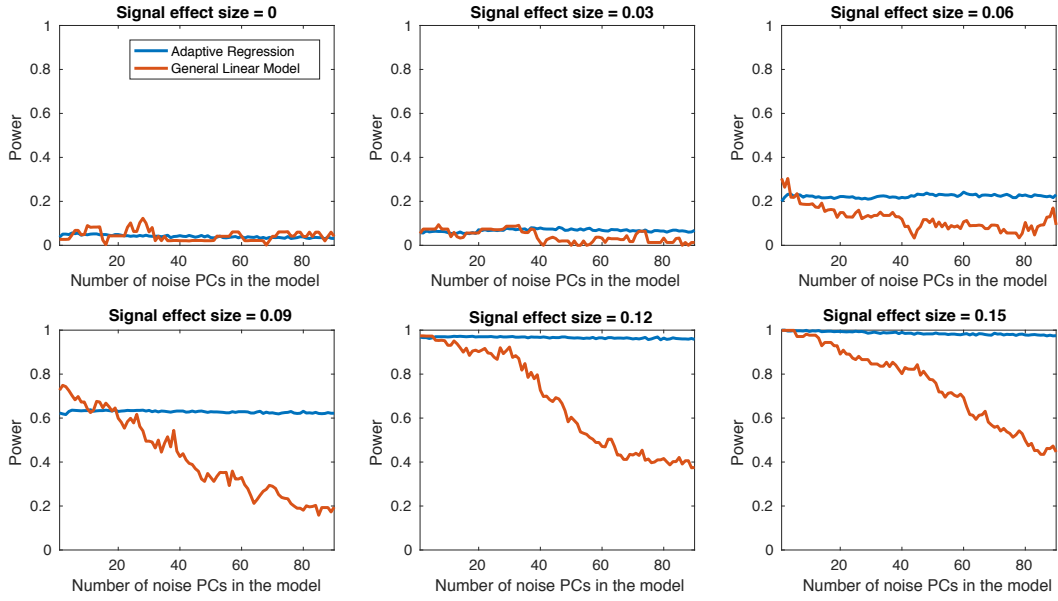 Signal effect size = 0
1
0.8
0.6
0.4
0.2
0
Power
Adaptive Regression
General Linear Model
20 40 60 80
Number of noise PCs in the model
Signal effect size = 0.03
1
0.8
0.6
0.4
0.2
0
Power
20 40 60 80
Number of noise PCs in the model
Signal effect size = 0.06
1
0.8
0.6
0.4
0.2
0
Power
20 40 60 80
Number of noise PCs in the model
Signal effect size = 0.09
1
0.8
0.6
0.4
0.2
0
Power
20 40 60 80
Number of noise PCs in the model
Signal effect size = 0.12
1
0.8
0.6
0.4
0.2
0
Power
20 40 60 80
Number of noise PCs in the model
Signal effect size = 0.15
1
0.8
0.6
0.4
0.2
0
Power
20 40 60 80
Number of noise PCs in the model